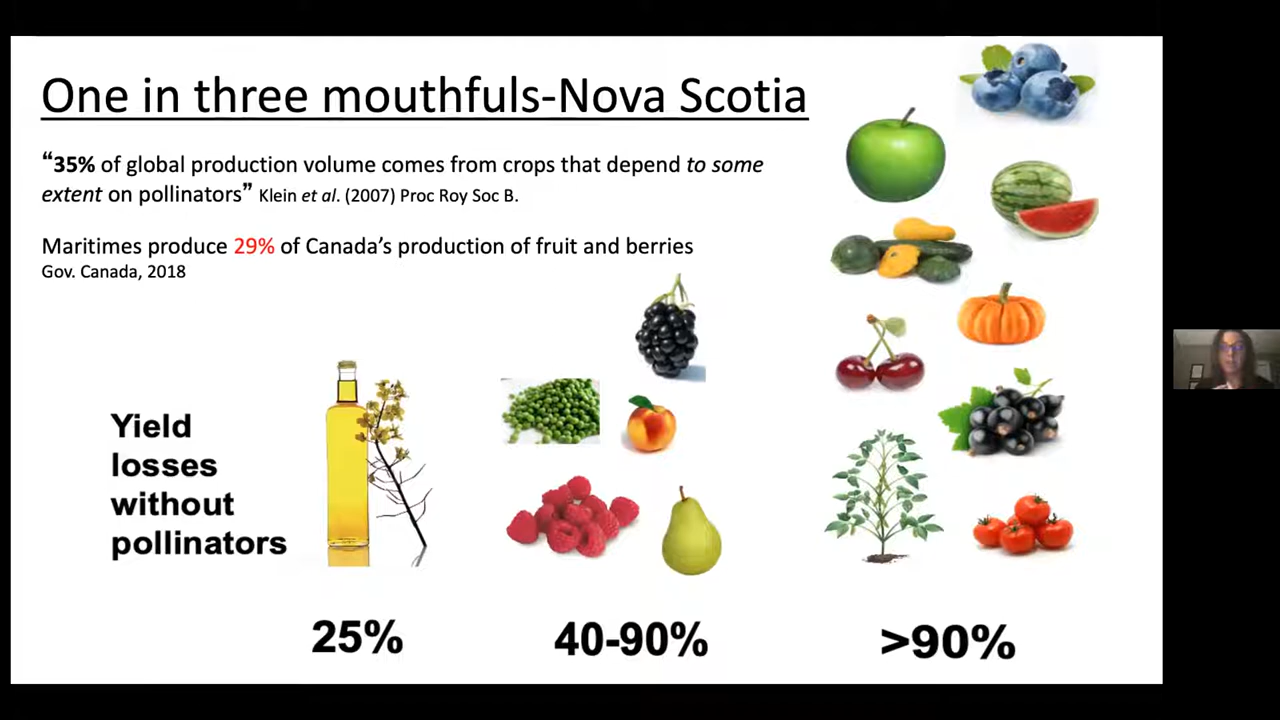 One in three mouthfuls-Nova Scotia
“35% of global production volume comes from crops that depend to some
extent on pollinators” Klein et al. (2007) Proc Roy Soc B.
Maritimes produce 29% of Canada’s production of fruit and berries
Gov. Canada, 2018
Yield
losses
without
pollinators
25%
40-90%
>90%